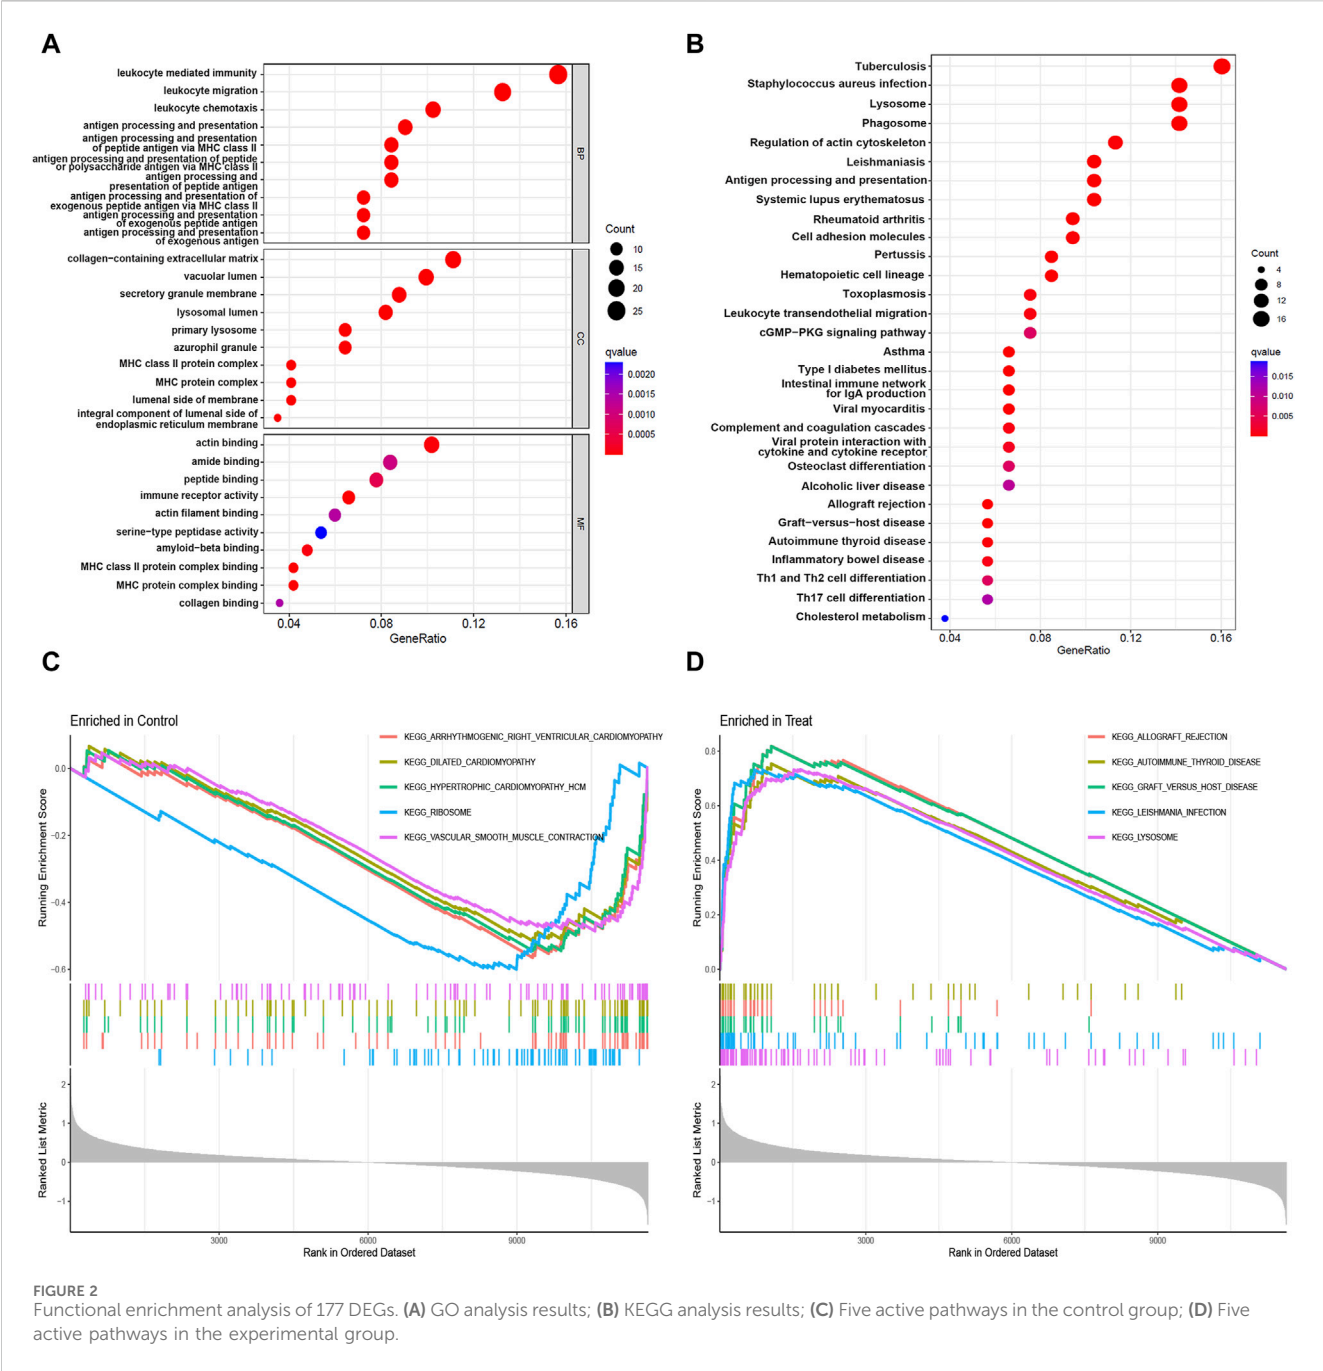 A
leukocyte mediated immunity
leukocyte migration
leukocyte chemotaxis
antigen processing and presentation
antigen processing and presentation
of peptide antigen via MHC class II
antigen processing and presentation of peptide
or polysaccharide antigen via MHC class II
antigen processing and
presentation of peptide antigen
antigen processing and presentation of
exogenous peptide antigen via MHC class II
antigen processing and presentation
of exogenous peptide antigen
antigen processing and presentation
of exogenous antigen
BP
collagen-containing extracellular matrix
vacuolar lumen
secretory granule membrane
lysosomal lumen
primary lysosome
azurophil granule
MHC class II protein complex
MHC protein complex
lumenal side of membrane
integral component of lumenal side of
endoplasmic reticulum membrane
CC
actin binding
amide binding
peptide binding
immune receptor activity
actin filament binding
serine-type peptidase activity
amyloid-beta binding
MHC class II protein complex binding
MHC protein complex binding
collagen binding
MF
0.04 0.08 0.12 0.16
GeneRatio
Count
10
15
20
25
qvalue
0.0020
0.0015
0.0010
0.0005
B
Tuberculosis
Staphylococcus aureus infection
Lysosome
Phagosome
Regulation of actin cytoskeleton
Leishmaniasis
Antigen processing and presentation
Systemic lupus erythematosus
Rheumatoid arthritis
Cell adhesion molecules
Pertussis
Hematopoietic cell lineage
Toxoplasmosis
Leukocyte transendothelial migration
cGMP-PKG signaling pathway
Asthma
Type I diabetes mellitus
Intestinal immune network
for IgA production
Viral myocarditis
Complement and coagulation cascades
Viral protein interaction with
cytokine and cytokine receptor
Osteoclast differentiation
Alcoholic liver disease
Allograft rejection
Graft-versus-host disease
Autoimmune thyroid disease
Inflammatory bowel disease
Th1 and Th2 cell differentiation
Th17 cell differentiation
Cholesterol metabolism
0.04 0.08 0.12 0.16
GeneRatio
Count
4
8
12
16
qvalue
0.015
0.010
0.005
C
Enriched in Control
KEGG_ARRHYTHMOGENIC_RIGHT_VENTRICULAR_CARDIOMYOPATHY
KEGG_DILATED_CARDIOMYOPATHY
KEGG_HYPERTROPHIC_CARDIOMYOPATHY_HCM
KEGG_RIBOSOME
KEGG_VASCULAR_SMOOTH_MUSCLE_CONTRACTION
Running Enrichment Score
0.0
-0.2
-0.4
-0.6
Ranked List Metric
2
1
0
-1
3000 6000 9000
Rank in Ordered Dataset
D
Enriched in Treat
KEGG_ALLOGRAFT_REJECTION
KEGG_AUTOIMMUNE_THYROID_DISEASE
KEGG_GRAFT_VERSUS_HOST_DISEASE
KEGG_LEISHMANIA_INFECTION
KEGG_LYSOSOME
Running Enrichment Score
0.8
0.6
0.4
0.2
0.0
Ranked List Metric
2
1
0
-1
3000 6000 9000
Rank in Ordered Dataset
FIGURE 2
Functional enrichment analysis of 177 DEGs. (A) GO analysis results; (B) KEGG analysis results; (C) Five active pathways in the control group; (D) Five
active pathways in the experimental group.